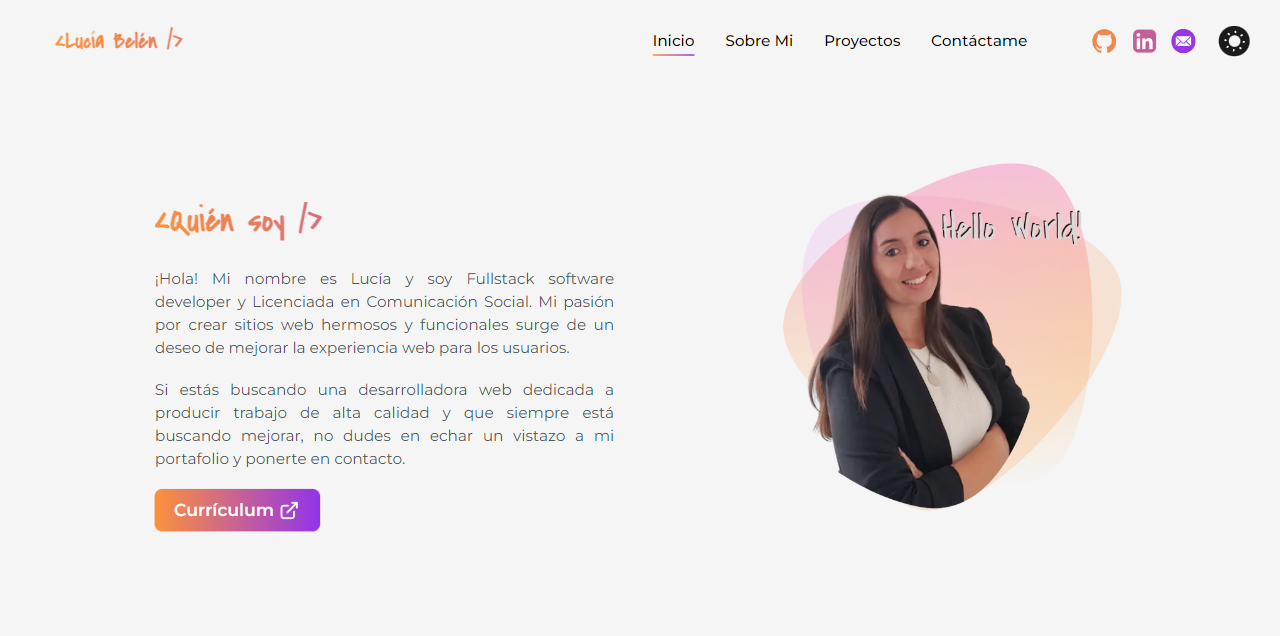 <Lucía Belén />
Inicio Sobre Mi Proyectos Contáctame
<Quién soy />
Hello World!
¡Hola! Mi nombre es Lucía y soy Fullstack software
developer y Licenciada en Comunicación Social. Mi pasión
por crear sitios web hermosos y funcionales surge de un
deseo de mejorar la experiencia web para los usuarios.
Si estás buscando una desarrolladora web dedicada a
producir trabajo de alta calidad y que siempre está
buscando mejorar, no dudes en echar un vistazo a mi
portafolio y ponerte en contacto.
Currículum